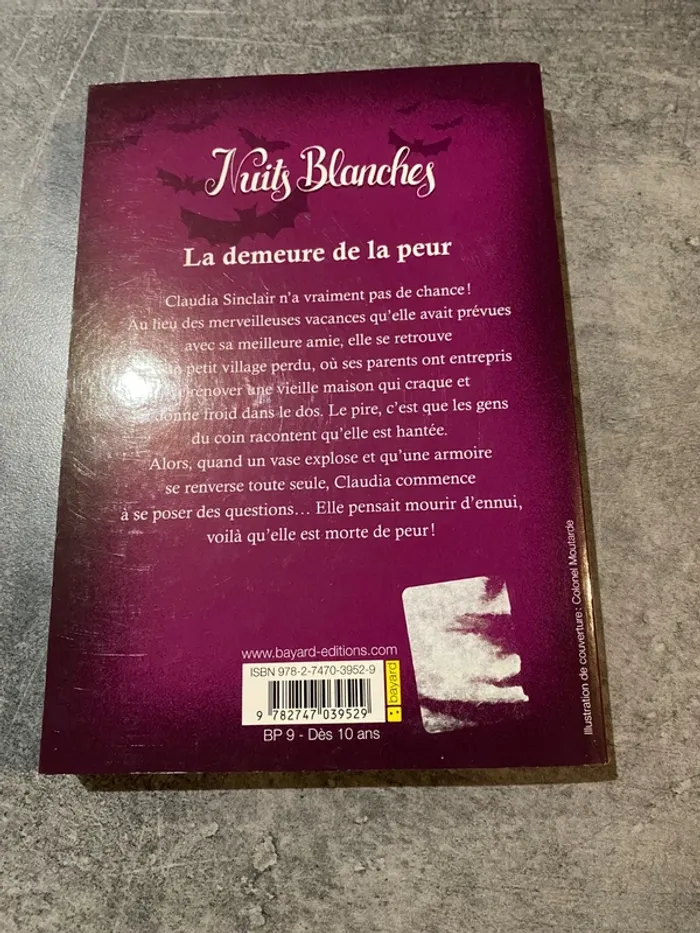 Nuits Blanches
La demeure de la peur
Claudia Sinclair n'a vraiment pas de chance !
Au lieu des merveilleuses vacances qu'elle avait prévues
avec sa meilleure amie, elle se retrouve
petit village perdu, où ses parents ont entrepris
rénover une vieille maison qui craque et
donne froid dans le dos. Le pire, c'est que les gens
du coin racontent qu'elle est hantée.
Alors, quand un vase explose et qu'une armoire
se renverse toute seule, Claudia commence
à se poser des questions… Elle pensait mourir d'ennui,
voilà qu'elle est morte de peur !
www.bayard-editions.com
ISBN 978-2-7470-3952-9
bayard
9 782747 039529
BP 9 - Dès 10 ans
Illustration de couverture : Colonel Moutarde